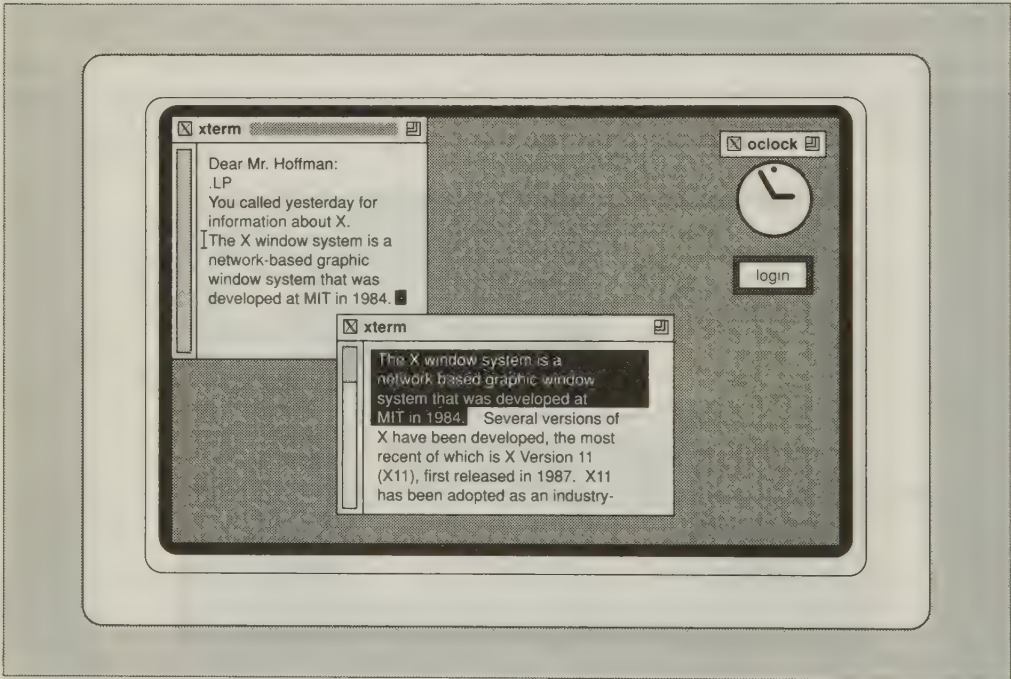 xterm
Dear Mr. Hoffman:
.LP
You called yesterday for
information about X.
The X window system is a
network-based graphic
window system that was
developed at MIT in 1984.
oclock
login
xterm
The X window system is a
network based graphic window
system that was developed at
MIT in 1984. Several versions of
X have been developed, the most
recent of which is X Version 11
(X11), first released in 1987. X11
has been adopted as an industry-